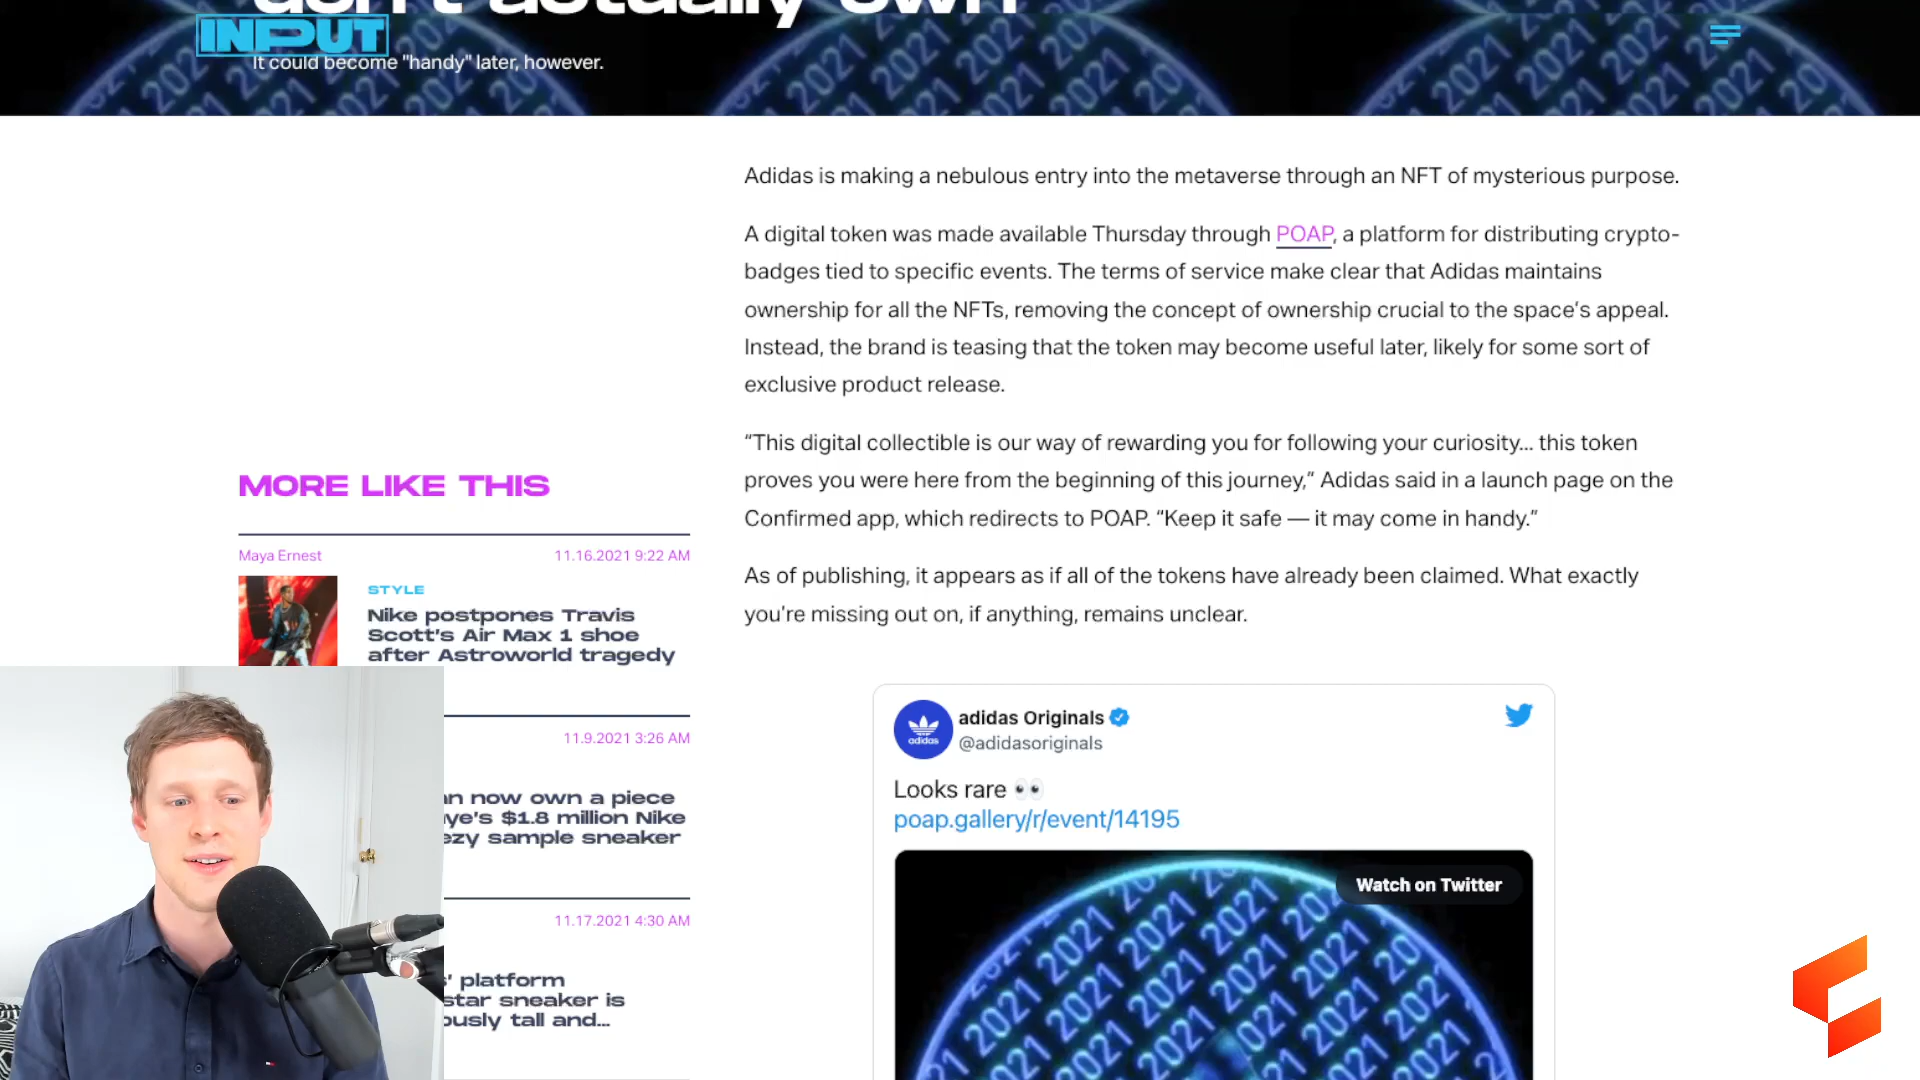 don't actually own
INPUT
It could become "handy" later, however.
Adidas is making a nebulous entry into the metaverse through an NFT of mysterious purpose.
A digital token was made available Thursday through POAP, a platform for distributing crypto-
badges tied to specific events. The terms of service make clear that Adidas maintains
ownership for all the NFTs, removing the concept of ownership crucial to the space’s appeal.
Instead, the brand is teasing that the token may become useful later, likely for some sort of
exclusive product release.
“This digital collectible is our way of rewarding you for following your curiosity... this token
proves you were here from the beginning of this journey,” Adidas said in a launch page on the
Confirmed app, which redirects to POAP. “Keep it safe — it may come in handy.”
As of publishing, it appears as if all of the tokens have already been claimed. What exactly
you’re missing out on, if anything, remains unclear.
MORE LIKE THIS
Maya Ernest 11.16.2021 9:22 AM
STYLE
Nike postpones Travis
Scott’s Air Max 1 shoe
after Astroworld tragedy
11.9.2021 3:26 AM
now own a piece
$1.8 million Nike
sample sneaker
11.17.2021 4:30 AM
platform
sneaker is
tall and...
adidas
adidas Originals
@adidasoriginals
Looks rare 👀
poap.gallery/r/event/14195
Watch on Twitter
2021 2021 2021 2021